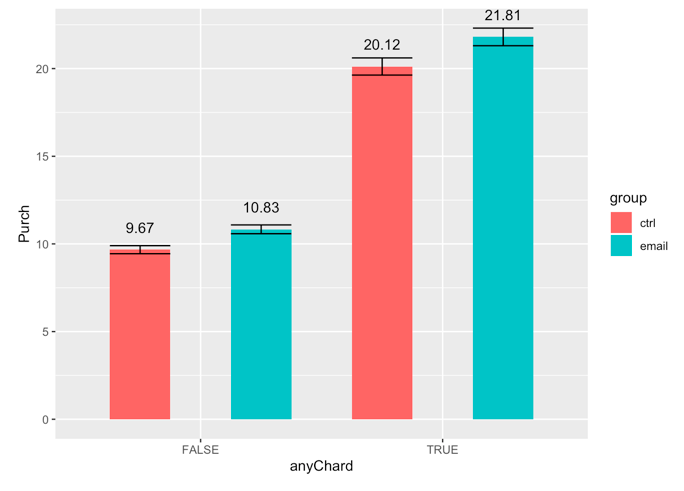 21.81
20.12
10.83
9.67
20
15
10
5
0
Purch
FALSE
TRUE
anyChard
group
ctrl
email